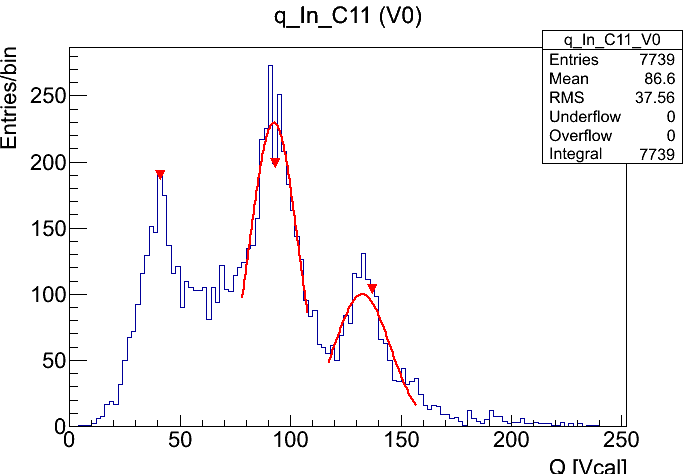 q_In_C11 (V0)
q_In_C11_V0
Entries 7739
Mean 86.6
RMS 37.56
Underflow 0
Overflow 0
Integral 7739
Entries/bin
250
200
150
100
50
0
0 50 100 150 200 250
Q [Vcal]